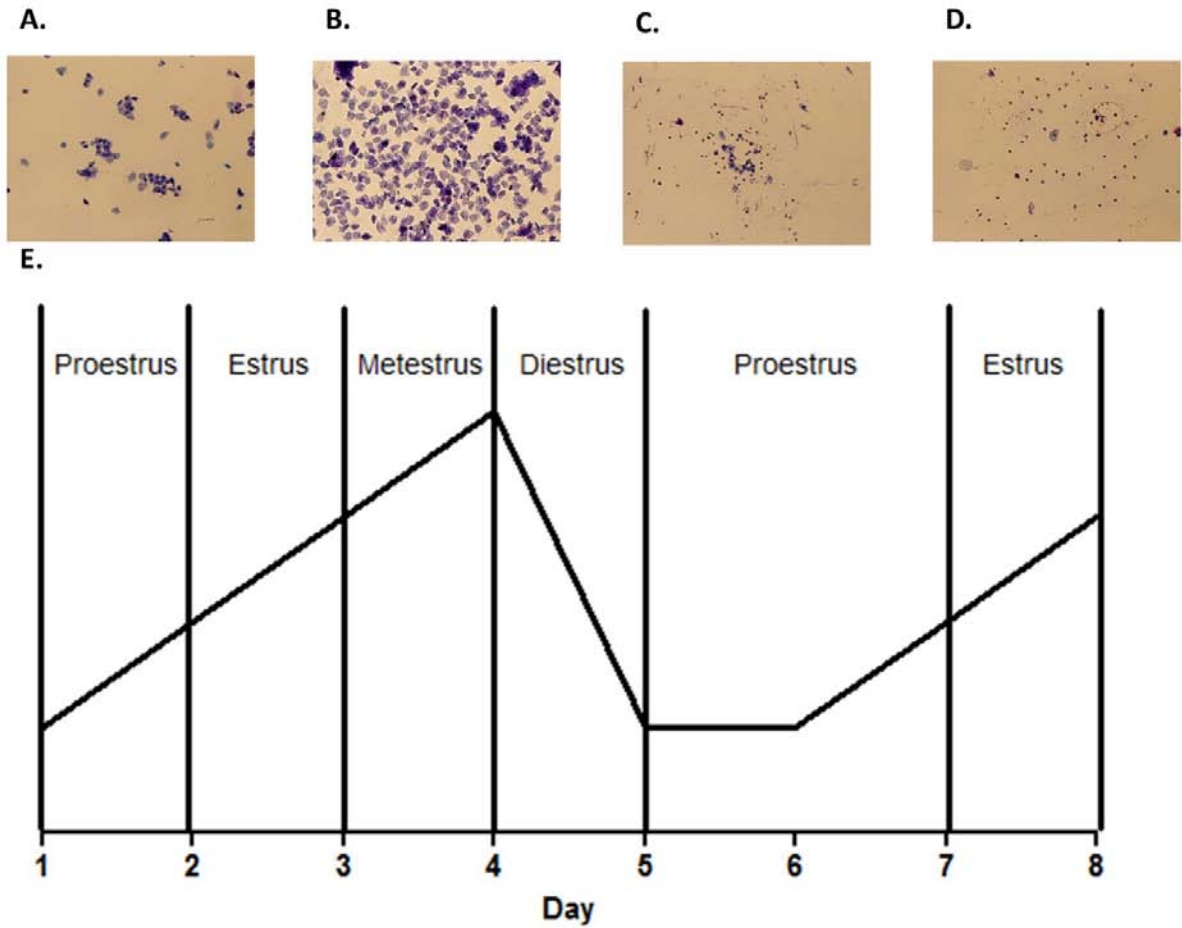 A. B. C. D.
E.
Proestrus Estrus Metestrus Diestrus Proestrus Estrus
1 2 3 4 5 6 7 8
Day